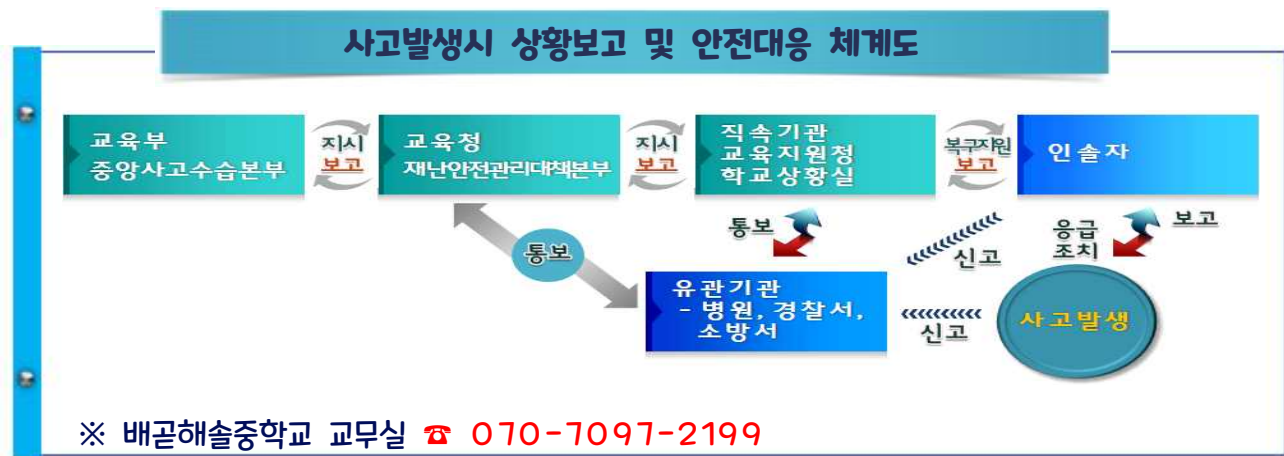 사고발생시 상황보고 및 안전대응 체계도
교육부
중앙사고수습본부
지시
보고
교육청
재난안전관리대책본부
지시
보고
직속기관
교육지원청
학교상황실
복구지원
보고
인솔자
통보
통보
신고
응급
조치
보고
유관기관
- 병원, 경찰서,
소방서
신고
사고발생
※ 배곧해솔중학교 교무실 ☎ 070-7097-2199